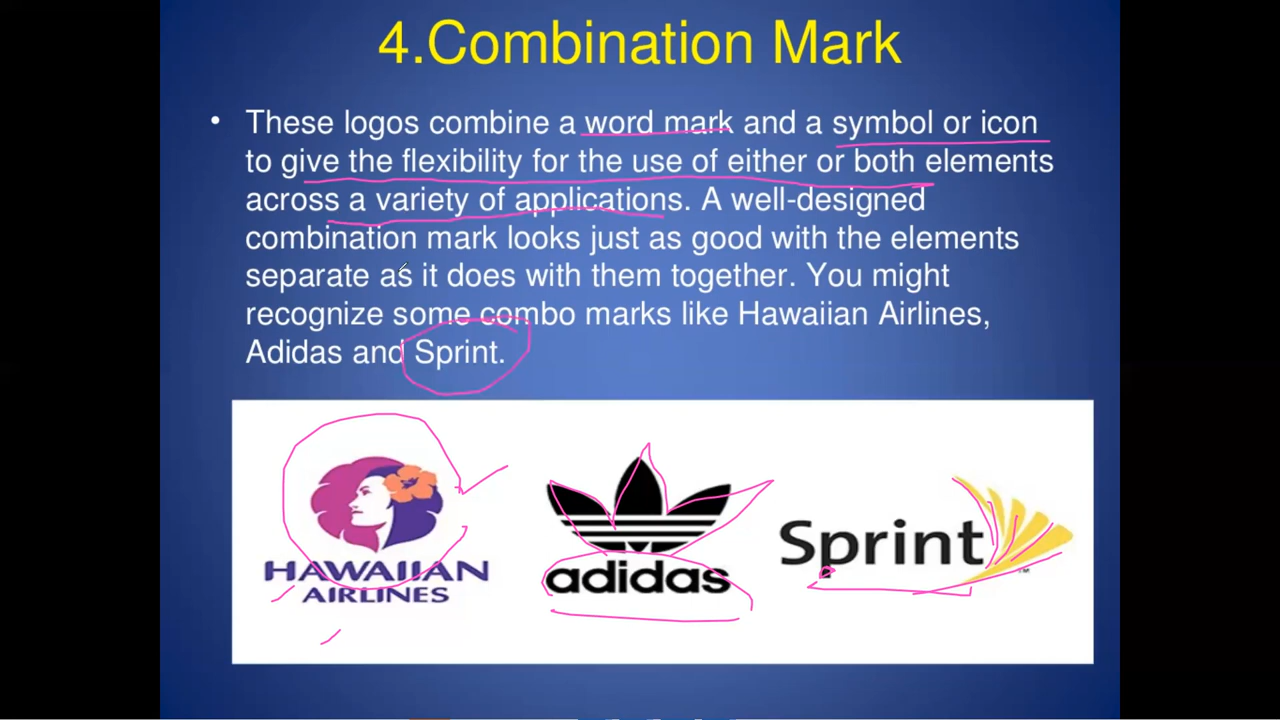 4.Combination Mark
• These logos combine a word mark and a symbol or icon
to give the flexibility for the use of either or both elements
across a variety of applications. A well-designed
combination mark looks just as good with the elements
separate as it does with them together. You might
recognize some combo marks like Hawaiian Airlines,
Adidas and Sprint.
HAWAIIAN
AIRLINES
adidas
Sprint
TM